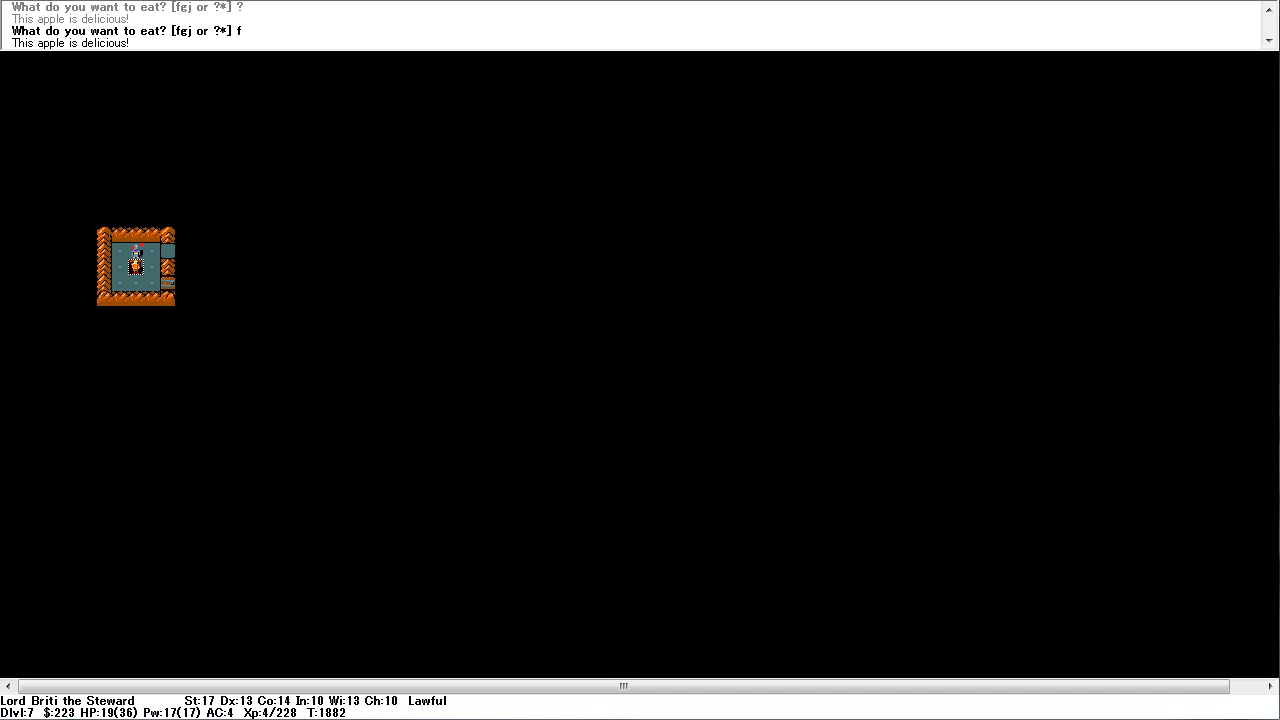 What do you want to eat? [fgj or ?*] ?
This apple is delicious!
What do you want to eat? [fgj or ?*] f
This apple is delicious!
Lord Briti the Steward St:17 Dx:13 Co:14 In:10 Wi:13 Ch:10 Lawful
Dlvl:7 $:223 HP:19(36) Pw:17(17) AC:4 Xp:4/228 T:1882